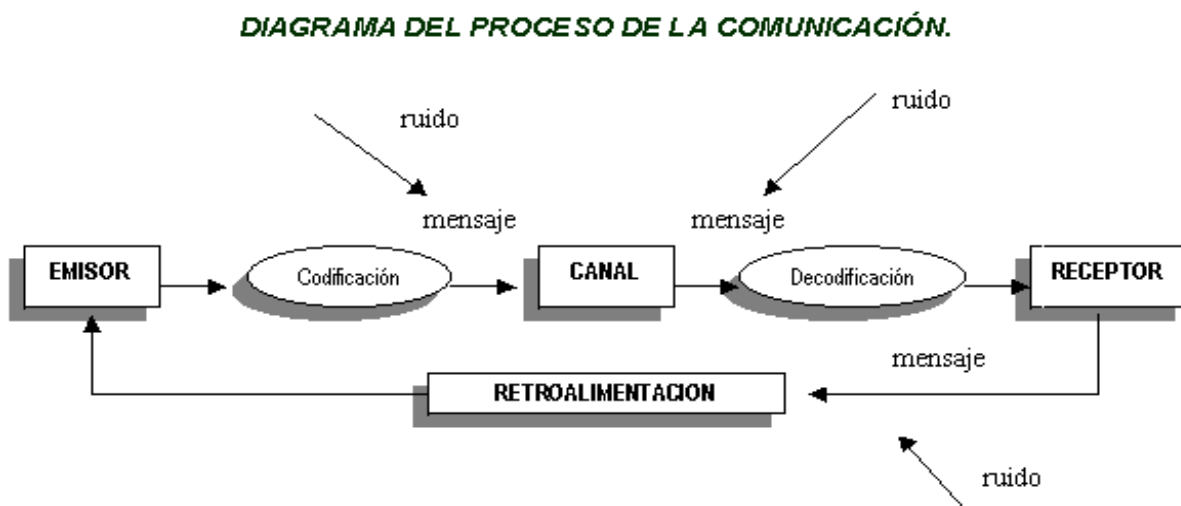 DIAGRAMA DEL PROCESO DE LA COMUNICACIÓN.
ruido
ruido
mensaje
mensaje
EMISOR
Codificación
CANAL
Decodificación
RECEPTOR
mensaje
RETROALIMENTACION
ruido